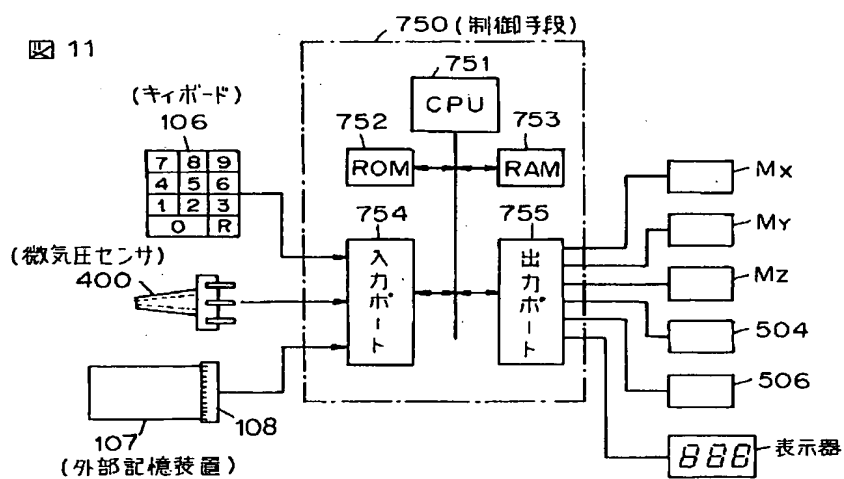 図 11
750 (制御手段)
751
CPU
752
ROM
753
RAM
(キィボード)
106
7 8 9
4 5 6
1 2 3
0 R
754
入力ポート
755
出力ポート
(微気圧センサ)
400
107
108
(外部記憶装置)
MX
MY
MZ
504
506
888
表示器